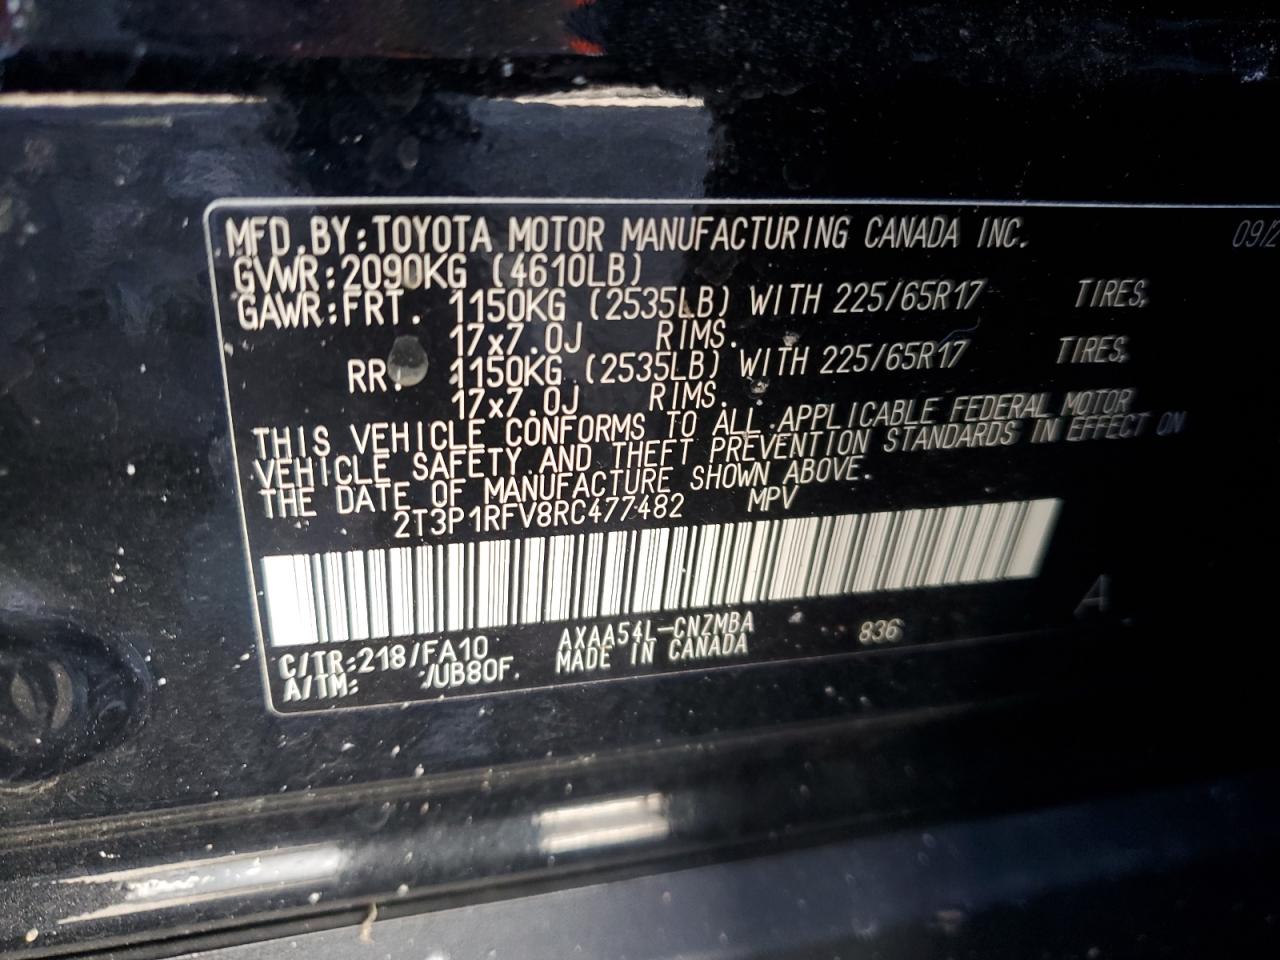 MFD.BY:TOYOTA MOTOR MANUFACTURING CANADA INC. 09/2
GVWR:2090KG (4610LB)
GAWR:FRT. 1150KG (2535LB) WITH 225/65R17 TIRES,
17x7.0J RIMS.
RR. 1150KG (2535LB) WITH 225/65R17 TIRES,
17x7.0J RIMS.
THIS VEHICLE CONFORMS TO ALL APPLICABLE FEDERAL MOTOR
VEHICLE SAFETY AND THEFT PREVENTION STANDARDS IN EFFECT ON
THE DATE OF MANUFACTURE SHOWN ABOVE.
2T3P1RFV8RC477482 MPV
A
C/TR:218/FA10 AXAA54L-CNZMBA 836
A/TM: /UB80F MADE IN CANADA